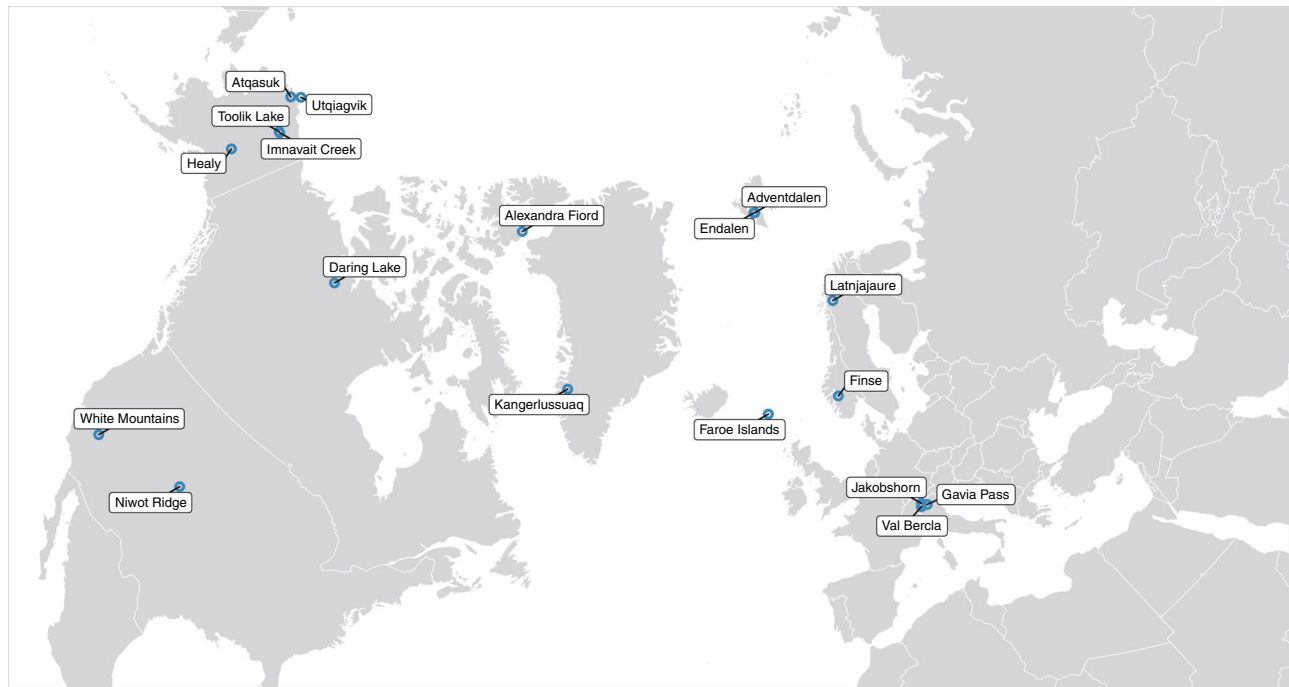 Atqasuk
Utqiagvik
Toolik Lake
Imnavait Creek
Healy
Adventdalen
Alexandra Fiord
Endalen
Daring Lake
Latnjajaure
Finse
Kangerlussuaq
White Mountains
Faroe Islands
Jakobshorn
Gavia Pass
Niwot Ridge
Val Bercla